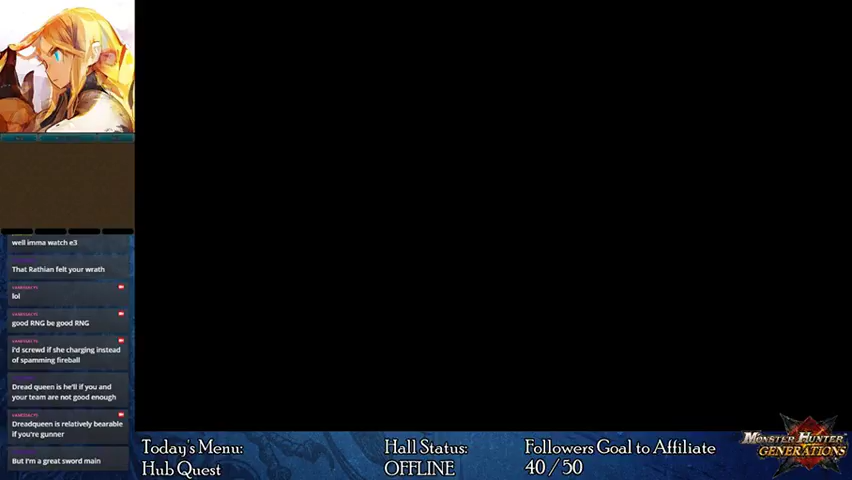 well imma watch e3
That Rathian felt your wrath
lol
good RNG be good RNG
i'd screwd if she charging instead
of spamming fireball
Dread queen is he'll if you and
your team are not good enough
Dreadqueen is relatively bearable
if you're gunner
But I'm a great sword main
Today's Menu:
Hub Quest
Hall Status:
OFFLINE
Followers Goal to Affiliate
40 / 50
MONSTER HUNTER
GENERATIONS